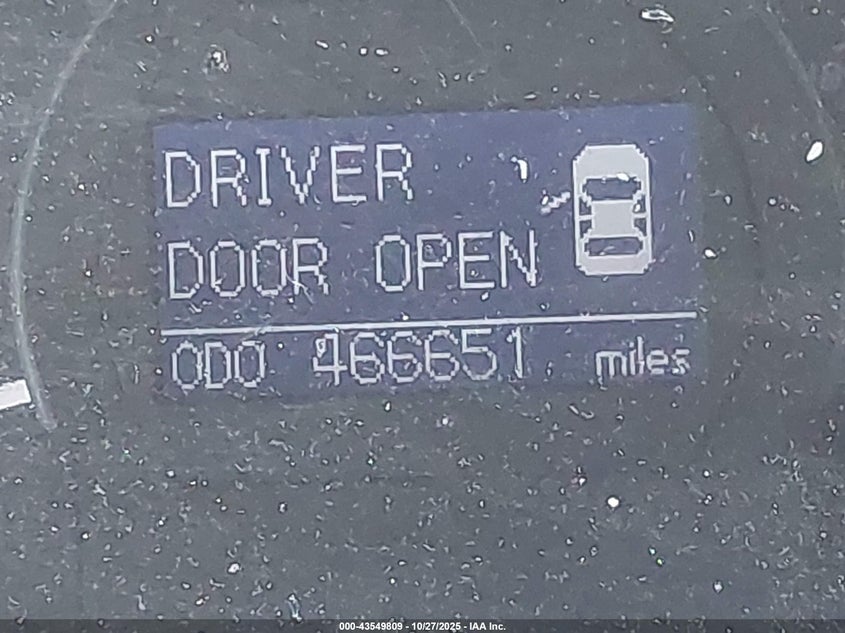 DRIVER
DOOR OPEN
ODO 466651 miles
000-43549809 - 10/27/2025 - IAA Inc.